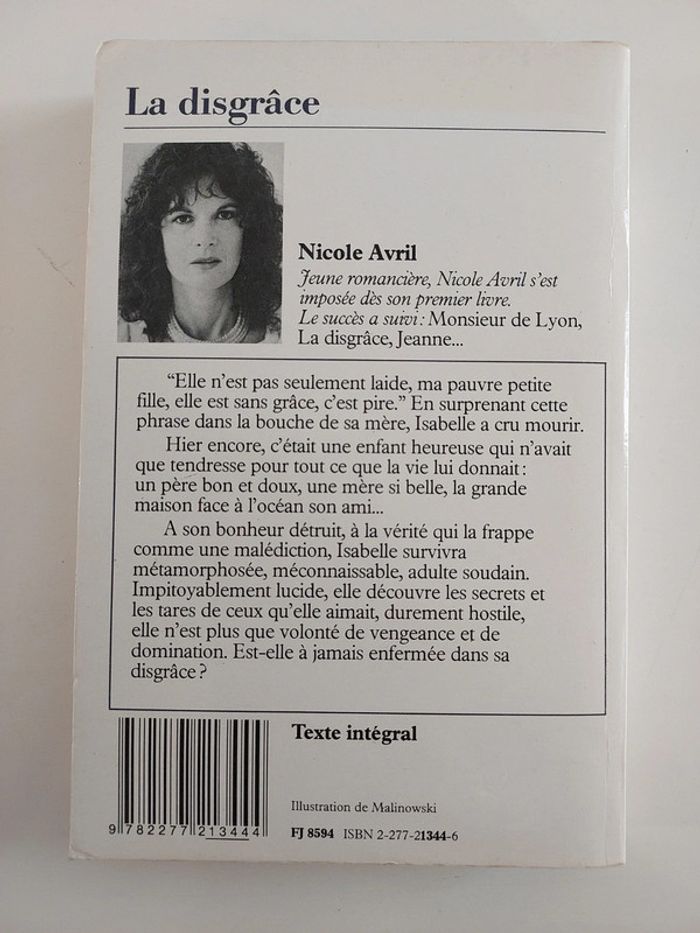 La disgrâce
Nicole Avril
Jeune romancière, Nicole Avril s'est
imposée dès son premier livre.
Le succès a suivi : Monsieur de Lyon,
La disgrâce, Jeanne...
“Elle n'est pas seulement laide, ma pauvre petite
fille, elle est sans grâce, c'est pire.” En surprenant cette
phrase dans la bouche de sa mère, Isabelle a cru mourir.
Hier encore, c'était une enfant heureuse qui n'avait
que tendresse pour tout ce que la vie lui donnait :
un père bon et doux, une mère si belle, la grande
maison face à l'océan son ami...
A son bonheur détruit, à la vérité qui la frappe
comme une malédiction, Isabelle survivra
métamorphosée, méconnaissable, adulte soudain.
Impitoyablement lucide, elle découvre les secrets et
les tares de ceux qu'elle aimait, durement hostile,
elle n'est plus que volonté de vengeance et de
domination. Est-elle à jamais enfermée dans sa
disgrâce ?
Texte intégral
Illustration de Malinowski
9 782277 213444
FJ 8594 ISBN 2-277-21344-6